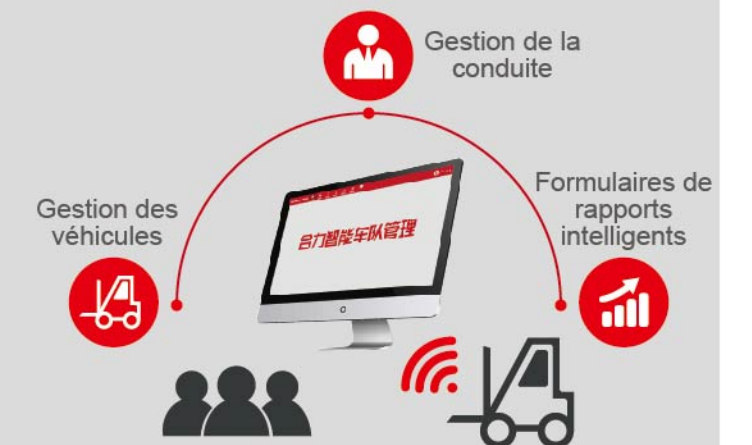 Gestion de la
conduite
Gestion des
véhicules
合力智能车队管理
Formulaires de
rapports
intelligents